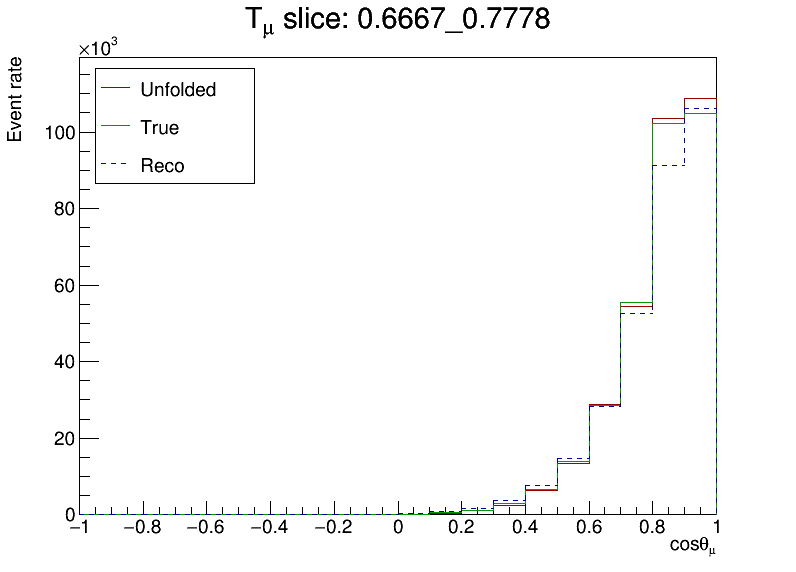 Tμ slice: 0.6667_0.7778
×10³
Event rate
Unfolded
True
Reco
100
80
60
40
20
0
−1 −0.8 −0.6 −0.4 −0.2 0 0.2 0.4 0.6 0.8 1
cosθμ